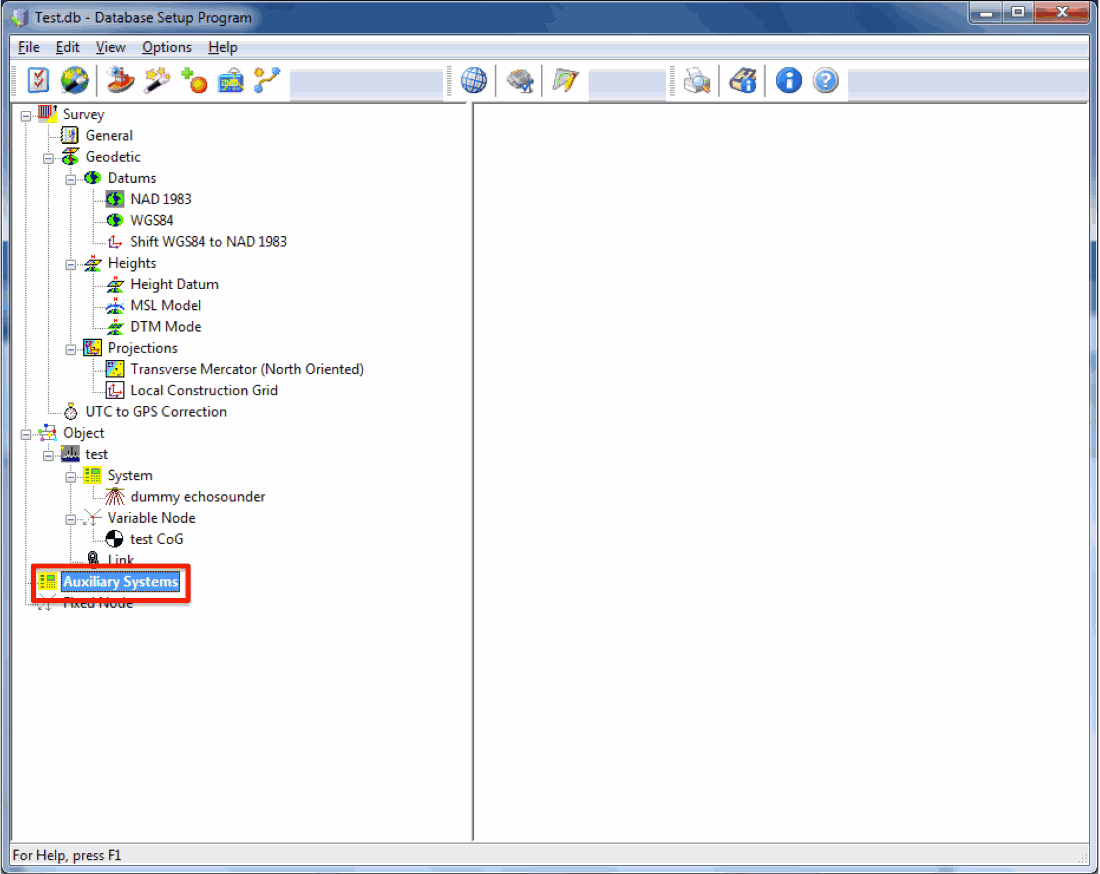 Test.db - Database Setup Program
File Edit View Options Help
Survey
General
Geodetic
Datums
NAD 1983
WGS84
Shift WGS84 to NAD 1983
Heights
Height Datum
MSL Model
DTM Mode
Projections
Transverse Mercator (North Oriented)
Local Construction Grid
UTC to GPS Correction
Object
test
System
dummy echosounder
Variable Node
test CoG
Link
Auxiliary Systems
Fixed Node
For Help, press F1